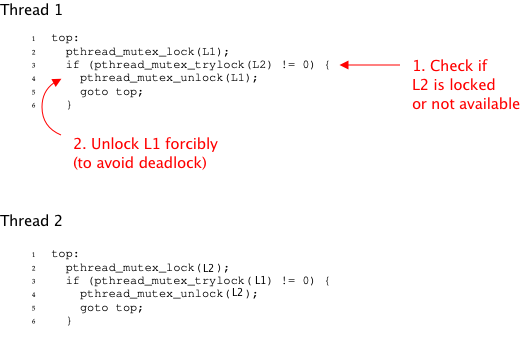 Thread 1
1 top:
2 pthread_mutex_lock(L1);
3 if (pthread_mutex_trylock(L2) != 0) {
4 pthread_mutex_unlock(L1);
5 goto top;
6 }
1. Check if
L2 is locked
or not available
2. Unlock L1 forcibly
(to avoid deadlock)
Thread 2
1 top:
2 pthread_mutex_lock(L2);
3 if (pthread_mutex_trylock(L1) != 0) {
4 pthread_mutex_unlock(L2);
5 goto top;
6 }